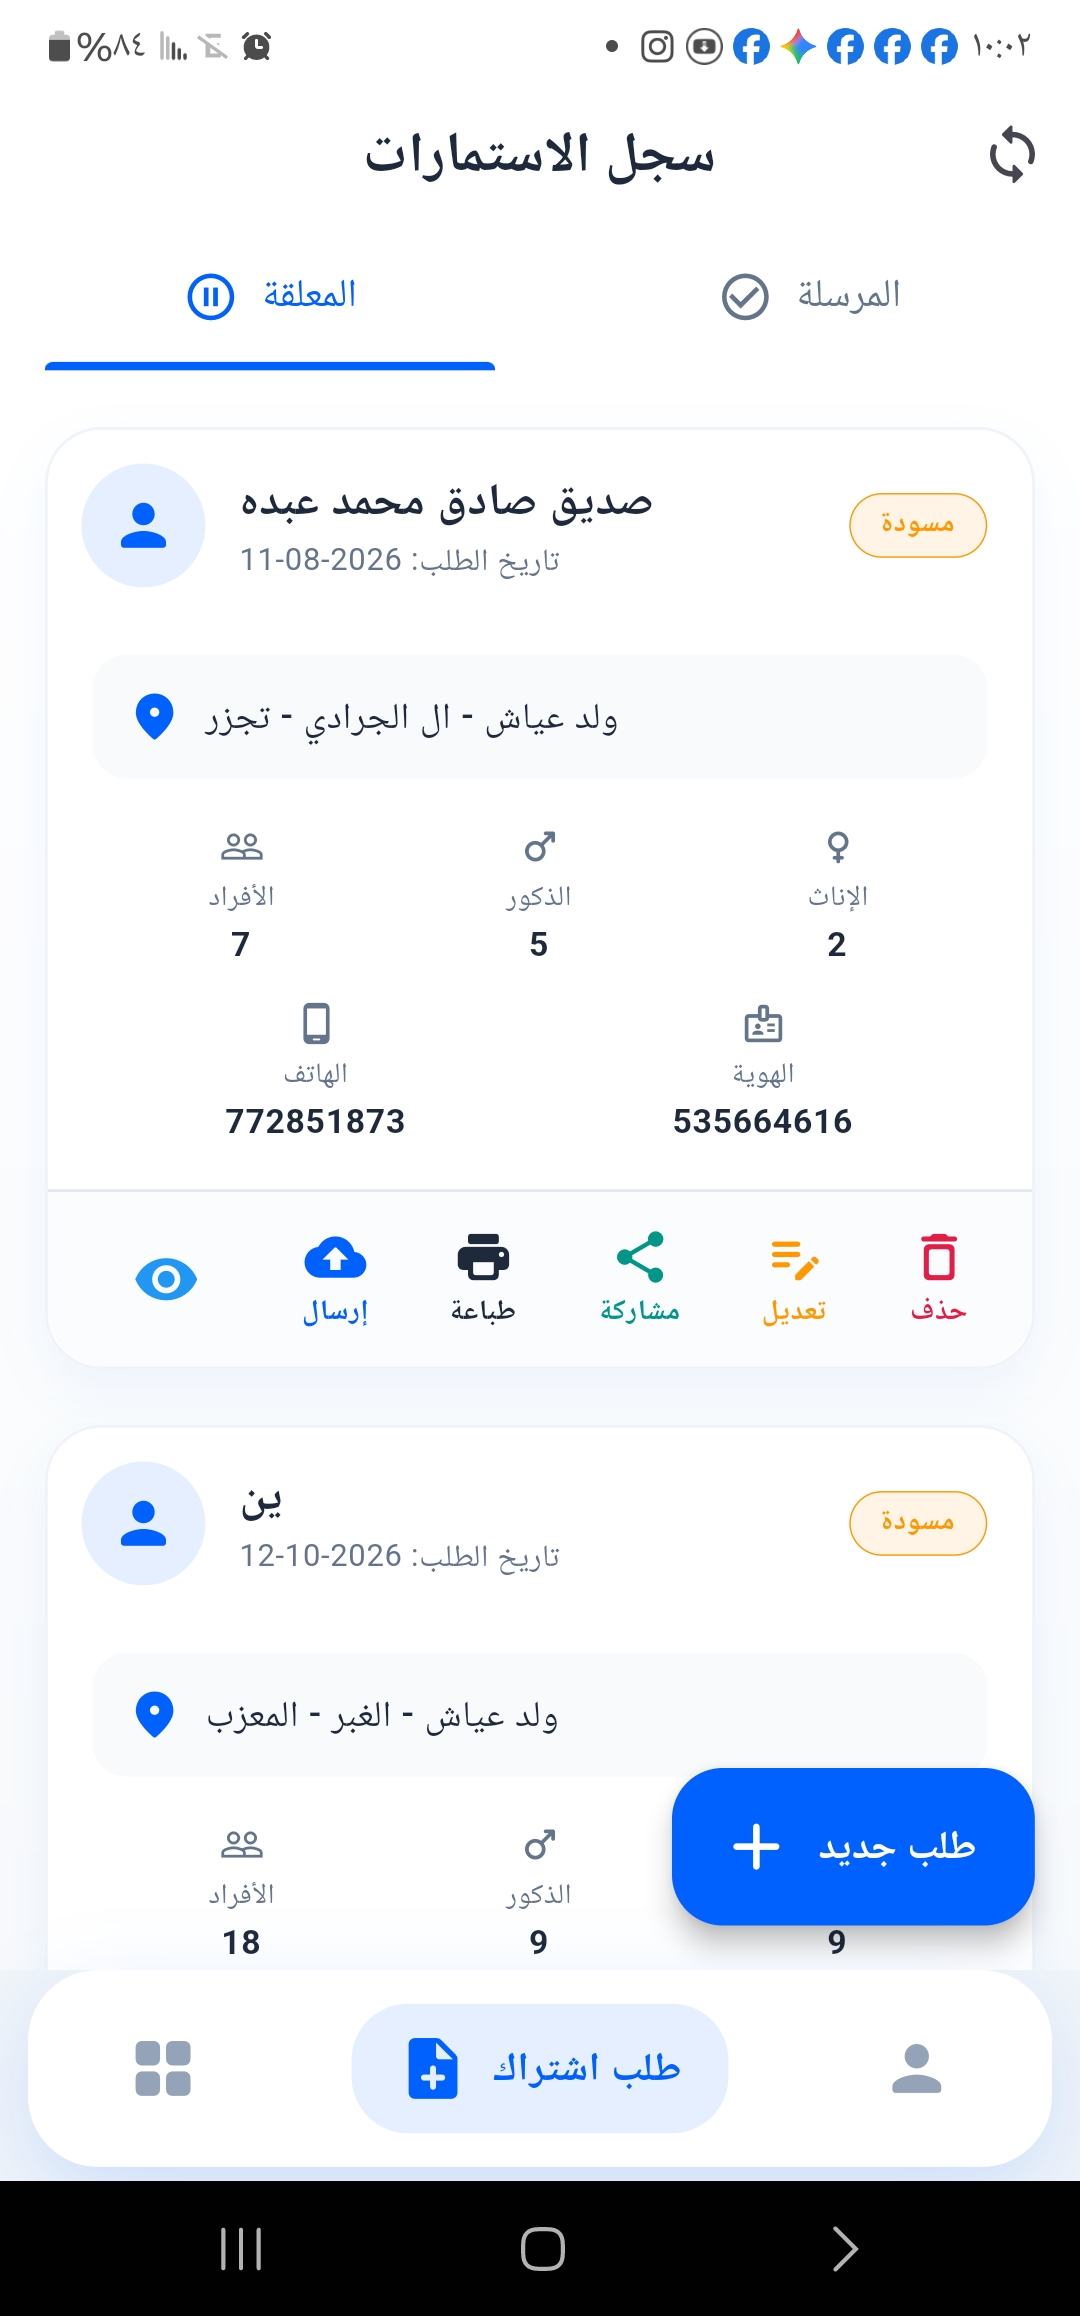 ١٠:٠٢
%٨٤
سجل الاستمارات
المعلقة
المرسلة
صديق صادق محمد عبده
تاريخ الطلب: 2026-08-11
مسودة
ولد عياش - ال الجرادي - تجزر
الأفراد
الذكور
الإناث
7
5
2
الهاتف
الهوية
772851873
535664616
إرسال
طباعة
مشاركة
تعديل
حذف
ين
تاريخ الطلب: 2026-10-12
مسودة
ولد عياش - الغبر - المعزب
طلب جديد
الأفراد
الذكور
18
9
9
طلب اشتراك